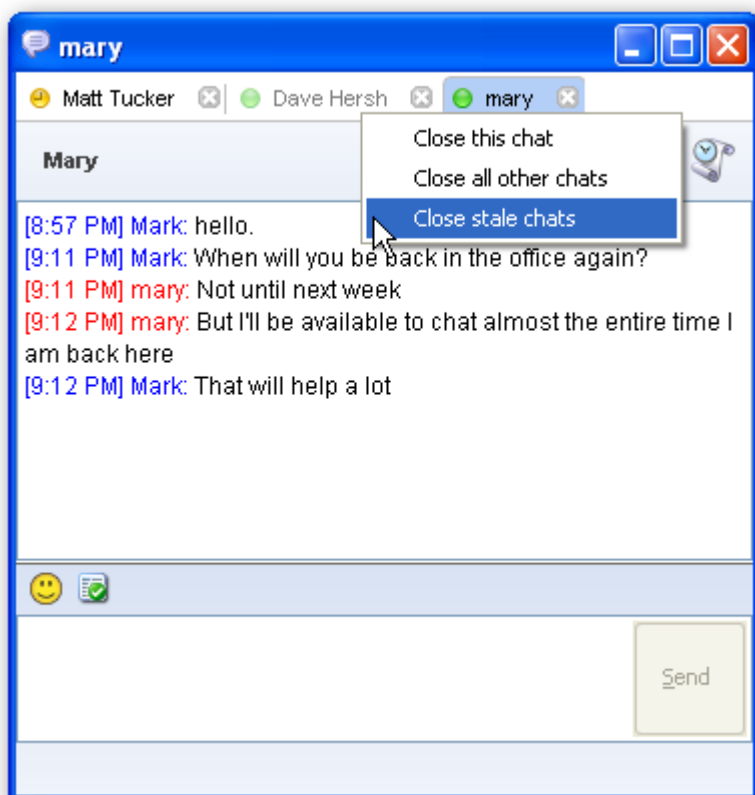 mary
Matt Tucker Dave Hersh mary
Close this chat
Mary
Close all other chats
Close stale chats
[8:57 PM] Mark: hello.
[9:11 PM] Mark: When will you be back in the office again?
[9:11 PM] mary: Not until next week
[9:12 PM] mary: But I'll be available to chat almost the entire time I
am back here
[9:12 PM] Mark: That will help a lot
Send